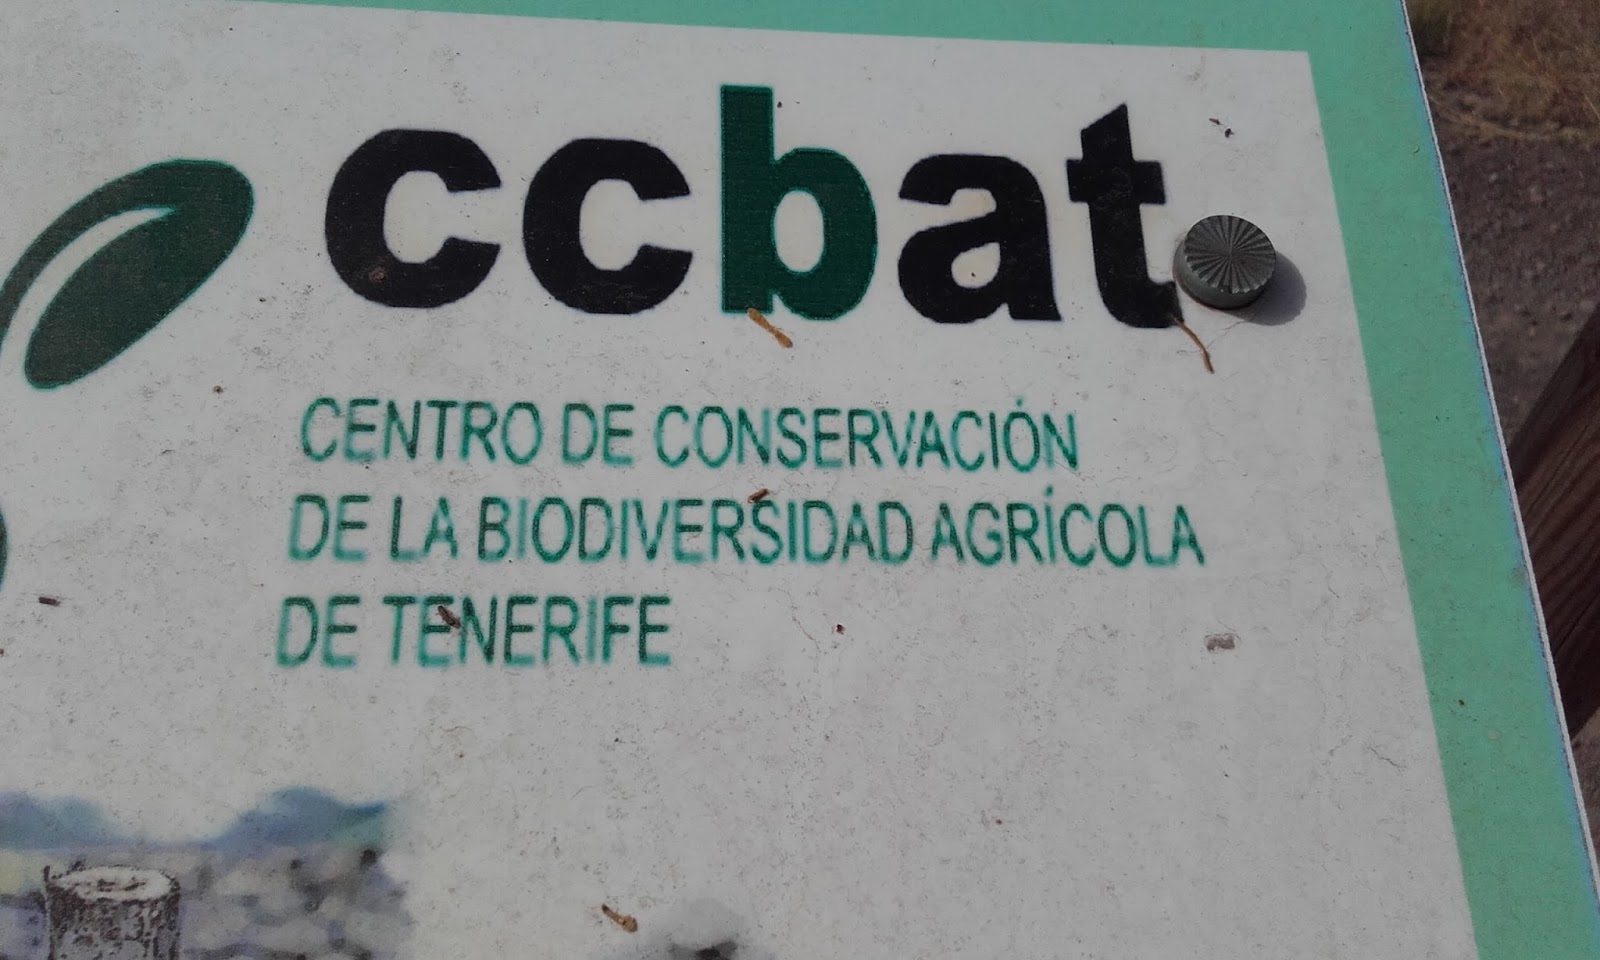 ccbat
CENTRO DE CONSERVACIÓN
DE LA BIODIVERSIDAD AGRÍCOLA
DE TENERIFE